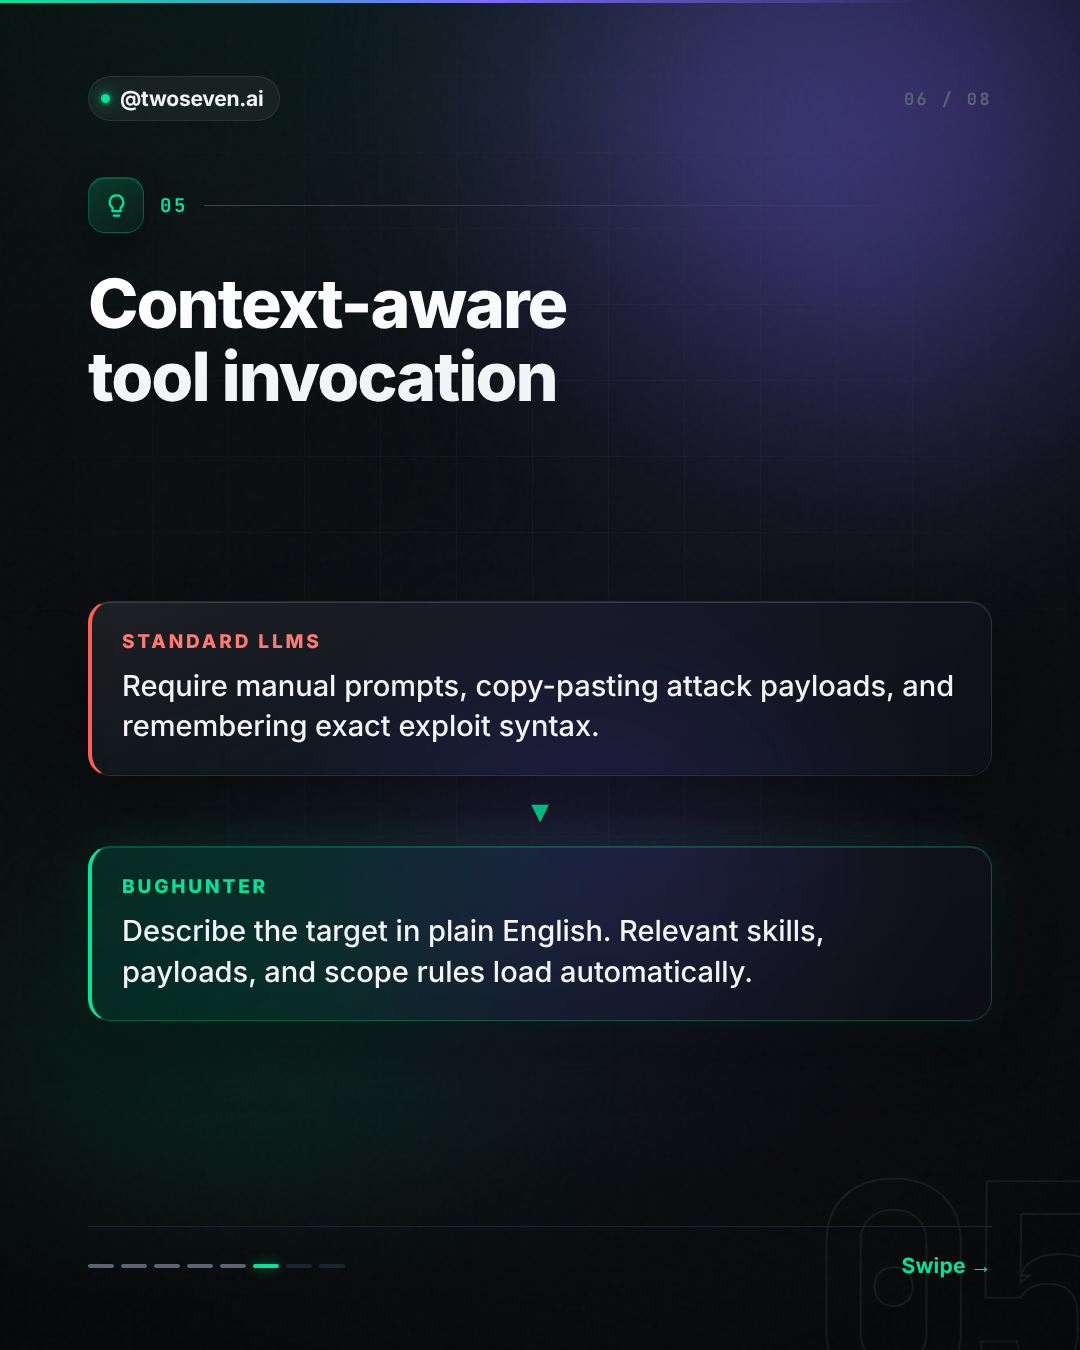 @twoseven.ai
06 / 08
05
Context-aware
tool invocation
STANDARD LLMS
Require manual prompts, copy-pasting attack payloads, and
remembering exact exploit syntax.
▼
BUGHUNTER
Describe the target in plain English. Relevant skills,
payloads, and scope rules load automatically.
Swipe →
05